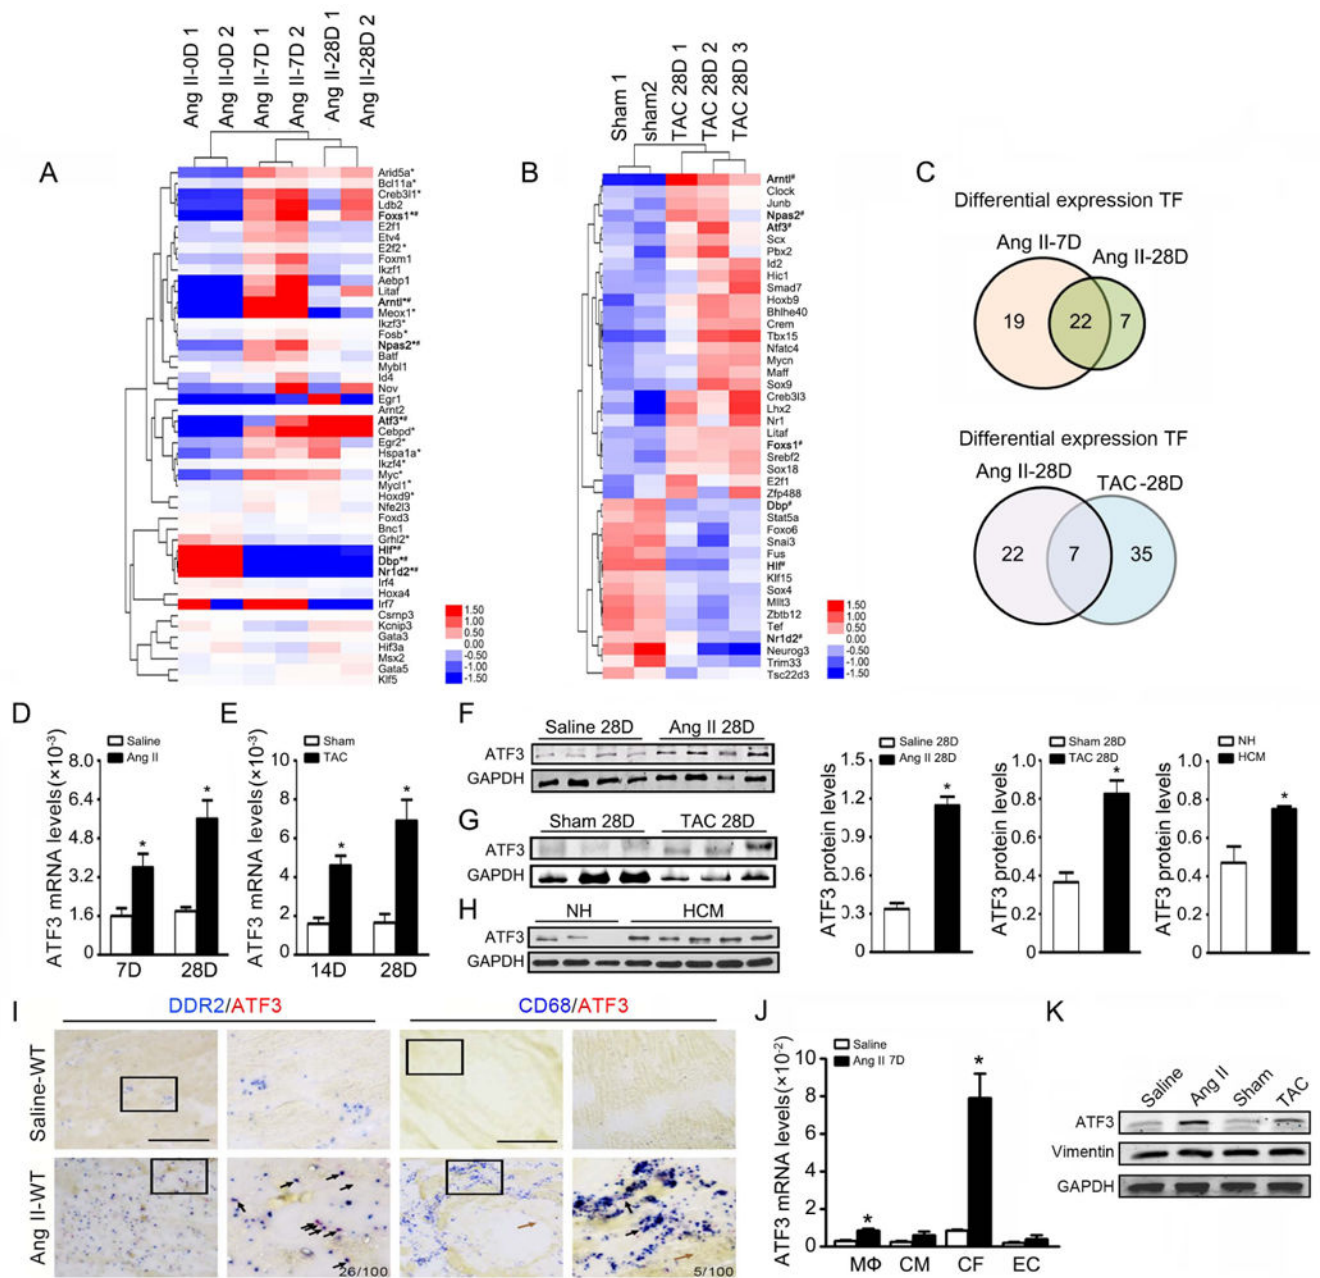 A
Ang II-0D 1
Ang II-0D 2
Ang II-7D 1
Ang II-7D 2
Ang II-28D 1
Ang II-28D 2
Arid5a*
Bcl11a*
Creb3l1*
Ldb2
Foxs1*#
E2f1
Etv4
E2f2*
Foxm1
Ikzf1
Aebp1
Litaf
Arntl*#
Meox1*
Ikzf3*
Fosb*
Npas2*#
Batf
Mybl1
Id4
Nov
Egr1
Arnt2
Atf3*#
Cebpd*
Egr2*
Hspa1a*
Ikzf4*
Myc*
Mycl1*
Hoxd9*
Nfe2l3
Foxd3
Bnc1
Grhl2*
Hlf*#
Dbp*#
Nr1d2*#
Irf4
Hoxa4
Irf7
Csrnp3
Kcnip3
Gata3
Hif3a
Msx2
Gata5
Klf5
1.50
1.00
0.50
0.00
-0.50
-1.00
-1.50
B
Sham 1
sham2
TAC 28D 1
TAC 28D 2
TAC 28D 3
Arntl#
Clock
Junb
Npas2#
Atf3#
Scx
Pbx2
Id2
Hic1
Smad7
Hoxb9
Bhlhe40
Crem
Tbx15
Nfatc4
Mycn
Maff
Sox9
Creb3l3
Lhx2
Nr1
Litaf
Foxs1#
Srebf2
Sox18
E2f1
Zfp488
Dbp#
Stat5a
Foxo6
Snai3
Fus
Hlf#
Klf15
Sox4
Mllt3
Zbtb12
Tef
Nr1d2#
Neurog3
Trim33
Tsc22d3
1.50
1.00
0.50
0.00
-0.50
-1.00
-1.50
C
Differential expression TF
Ang II-7D
Ang II-28D
19 22 7
Differential expression TF
Ang II-28D
TAC-28D
22 7 35
D
ATF3 mRNA levels(×10-3)
Saline
Ang II
8.0
6.4
4.8
3.2
1.6
0
*
*
7D 28D
E
ATF3 mRNA levels(×10-3)
Sham
TAC
10
8
6
4
2
0
*
*
14D 28D
F
Saline 28D Ang II 28D
ATF3
GAPDH
G
Sham 28D TAC 28D
ATF3
GAPDH
H
NH HCM
ATF3
GAPDH
ATF3 protein levels
Saline 28D
Ang II 28D
1.5
1.2
0.9
0.6
0.3
0
*
ATF3 protein levels
Sham 28D
TAC 28D
1.0
0.8
0.6
0.4
0.2
0
*
ATF3 protein levels
NH
HCM
0.8
0.6
0.4
0.2
0
*
I
DDR2/ATF3
CD68/ATF3
Saline-WT
Ang II-WT
26/100
5/100
J
ATF3 mRNA levels(×10-2)
Saline
Ang II 7D
10
8
6
4
2
0
*
*
MΦ CM CF EC
K
Saline Ang II Sham TAC
ATF3
Vimentin
GAPDH